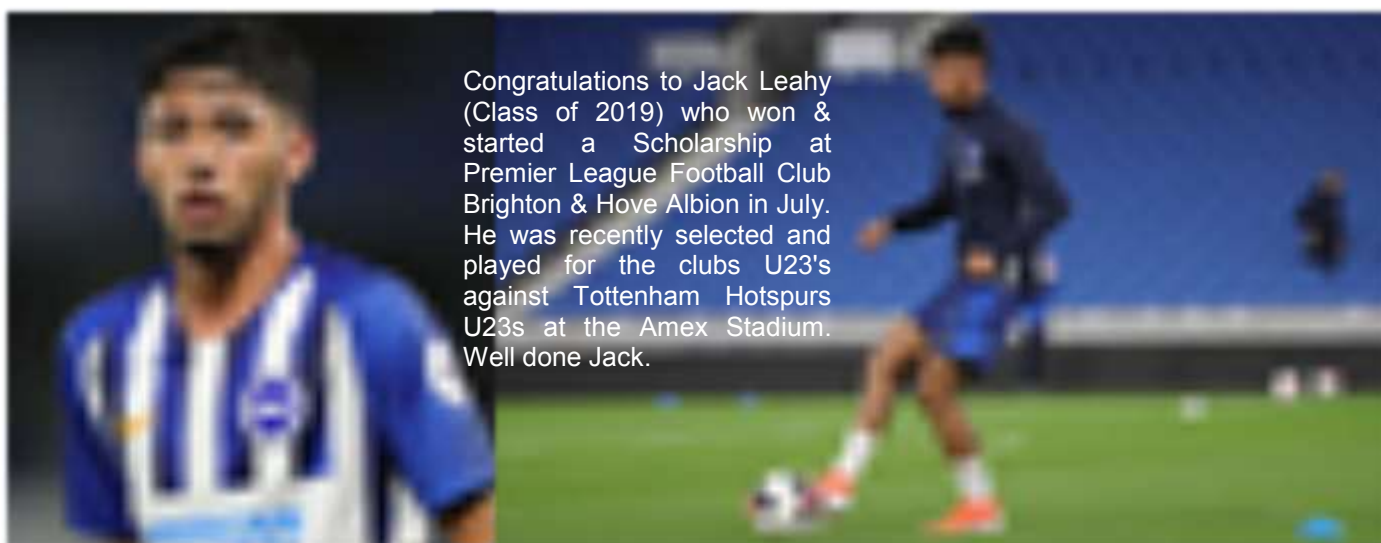 Congratulations to Jack Leahy
(Class of 2019) who won &
started a Scholarship at
Premier League Football Club
Brighton & Hove Albion in July.
He was recently selected and
played for the clubs U23's
against Tottenham Hotspurs
U23s at the Amex Stadium.
Well done Jack.